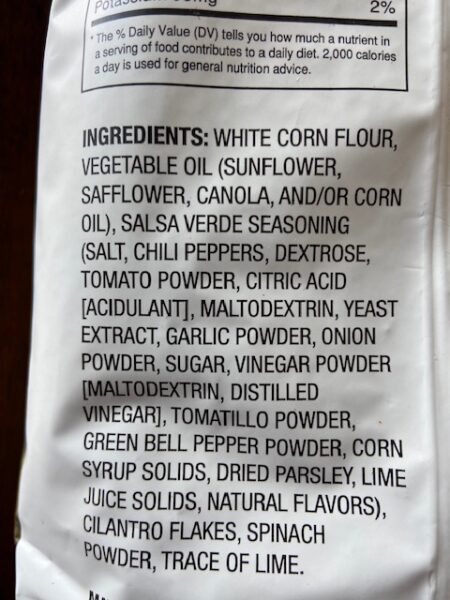 2%
* The % Daily Value (DV) tells you how much a nutrient in
a serving of food contributes to a daily diet. 2,000 calories
a day is used for general nutrition advice.
INGREDIENTS: WHITE CORN FLOUR,
VEGETABLE OIL (SUNFLOWER,
SAFFLOWER, CANOLA, AND/OR CORN
OIL), SALSA VERDE SEASONING
(SALT, CHILI PEPPERS, DEXTROSE,
TOMATO POWDER, CITRIC ACID
[ACIDULANT], MALTODEXTRIN, YEAST
EXTRACT, GARLIC POWDER, ONION
POWDER, SUGAR, VINEGAR POWDER
[MALTODEXTRIN, DISTILLED
VINEGAR], TOMATILLO POWDER,
GREEN BELL PEPPER POWDER, CORN
SYRUP SOLIDS, DRIED PARSLEY, LIME
JUICE SOLIDS, NATURAL FLAVORS),
CILANTRO FLAKES, SPINACH
POWDER, TRACE OF LIME.